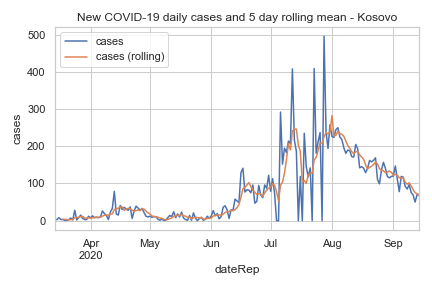 New COVID-19 daily cases and 5 day rolling mean - Kosovo
cases
cases (rolling)
500
400
300
200
100
0
cases
Apr
2020
May
Jun
Jul
Aug
Sep
dateRep